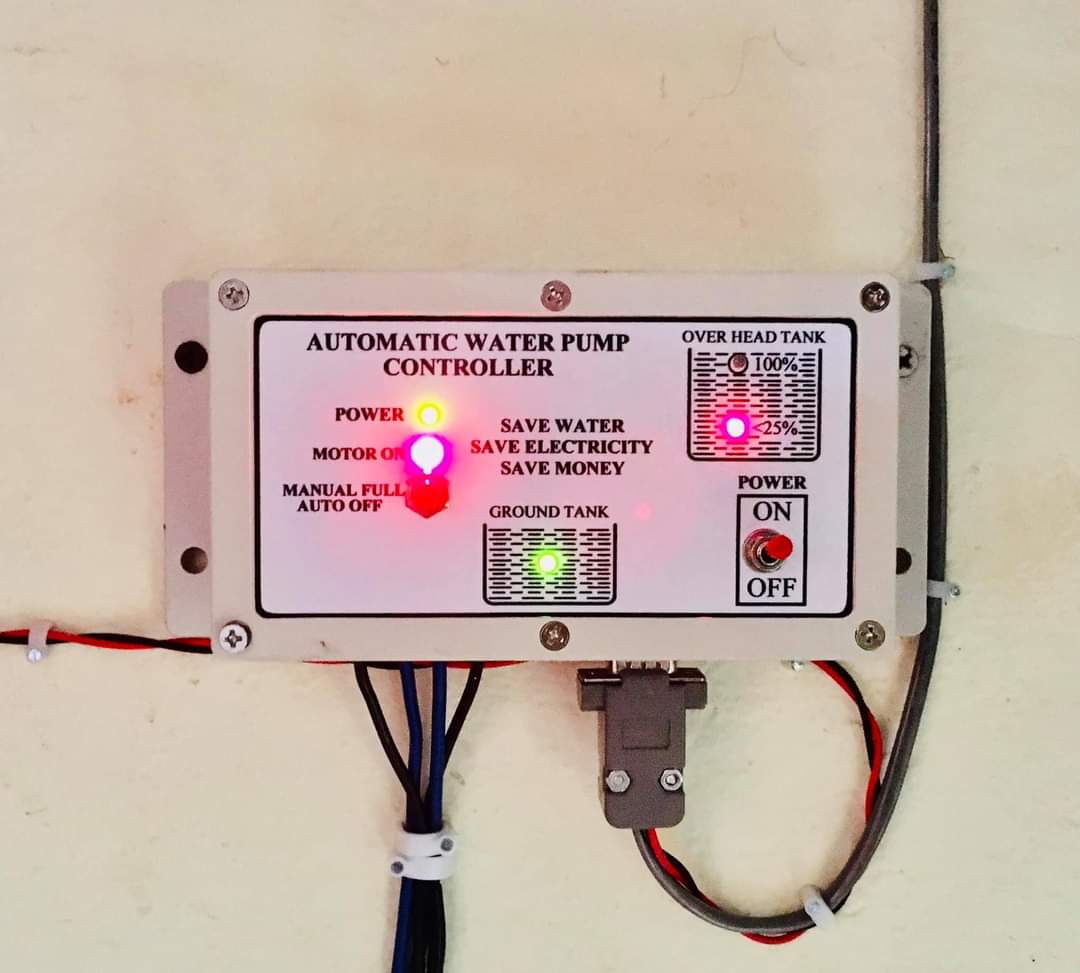 AUTOMATIC WATER PUMP
CONTROLLER
POWER
MOTOR ON
MANUAL FULL
AUTO OFF
SAVE WATER
SAVE ELECTRICITY
SAVE MONEY
GROUND TANK
OVER HEAD TANK
100%
<25%
POWER
ON
OFF